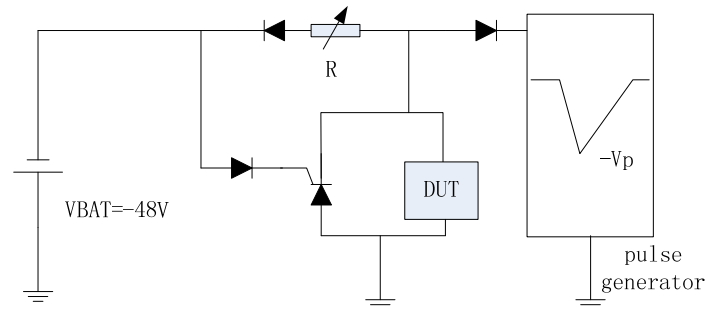 R
-Vp
DUT
VBAT=-48V
pulse
generator